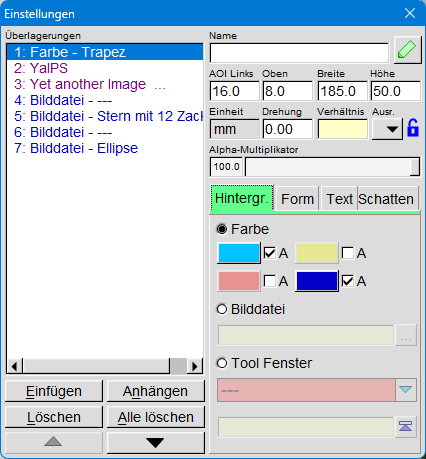 Einstellungen
Überlagerungen
1: Farbe - Trapez
2: YalPS
3: Yet another Image ...
4: Bilddatei - ---
5: Bilddatei - Stern mit 12 Zack
6: Bilddatei - ---
7: Bilddatei - Ellipse
Einfügen Anhängen
Löschen Alle löschen
Name
AOI Links Oben Breite Höhe
16.0 8.0 185.0 50.0
Einheit Drehung Verhältnis Ausr.
mm 0.00
Alpha-Multiplikator
100.0
Hintergr. Form Text Schatten
Farbe
A A
A A
Bilddatei
...
Tool Fenster
---